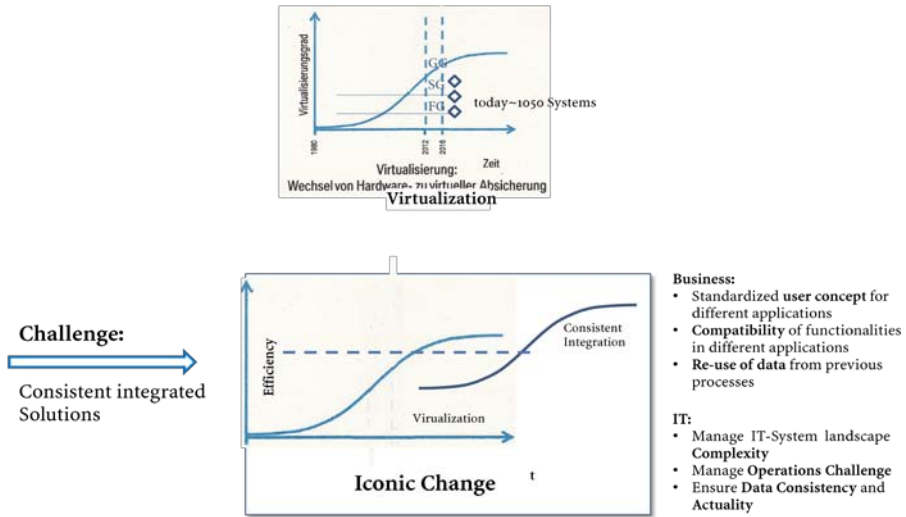 Virtualisierungsgrad
GG
SG
FG
today~1050 Systems
1980
2012
2016
Zeit
Virtualisierung:
Wechsel von Hardware- zu virtueller Absicherung
Virtualization
Challenge:
Consistent integrated
Solutions
Efficiency
Consistent
Integration
Virualization
Iconic Change
t
Business:
• Standardized user concept for
different applications
• Compatibility of functionalities
in different applications
• Re-use of data from previous
processes
IT:
• Manage IT-System landscape
Complexity
• Manage Operations Challenge
• Ensure Data Consistency and
Actuality